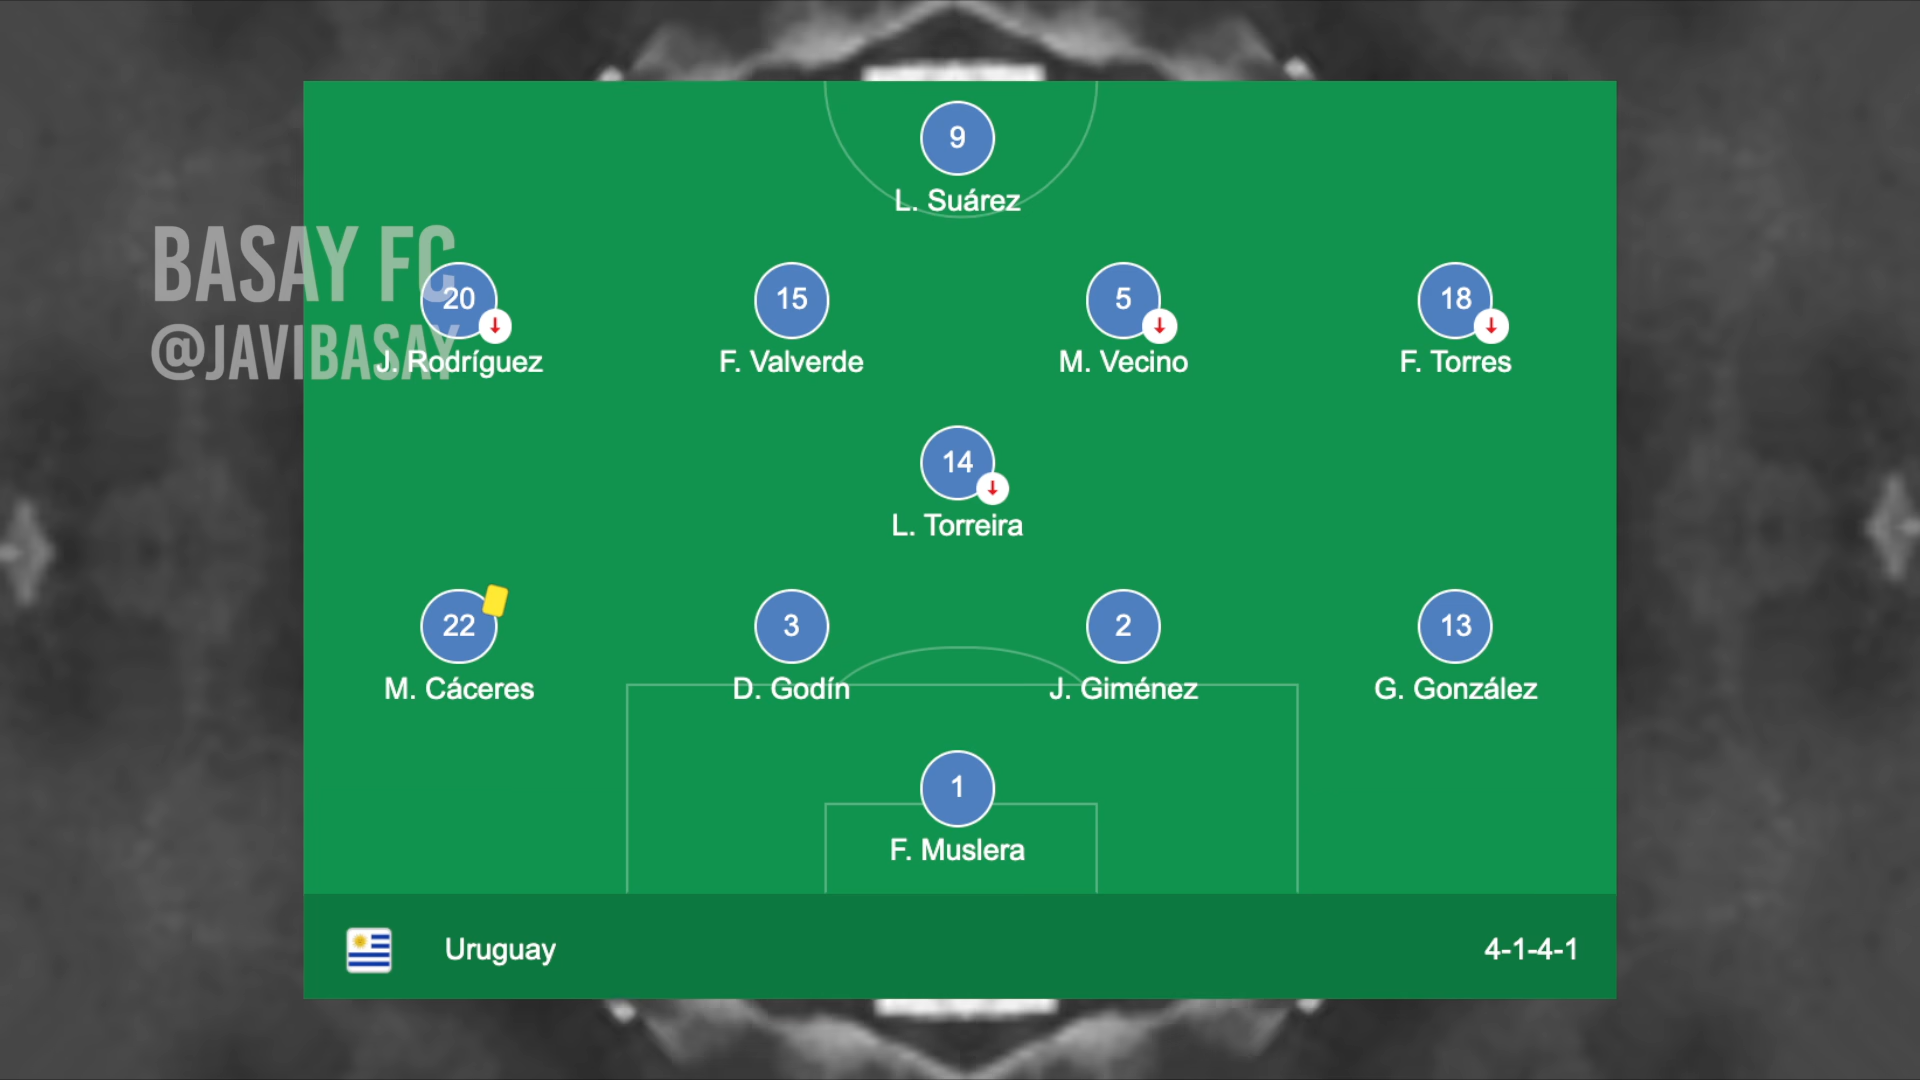 9
L. Suárez
BASAY FC
@JAVIBASAY
20 15 5 18
J. Rodríguez F. Valverde M. Vecino F. Torres
14
L. Torreira
22 3 2 13
M. Cáceres D. Godín J. Giménez G. González
1
F. Muslera
Uruguay 4-1-4-1